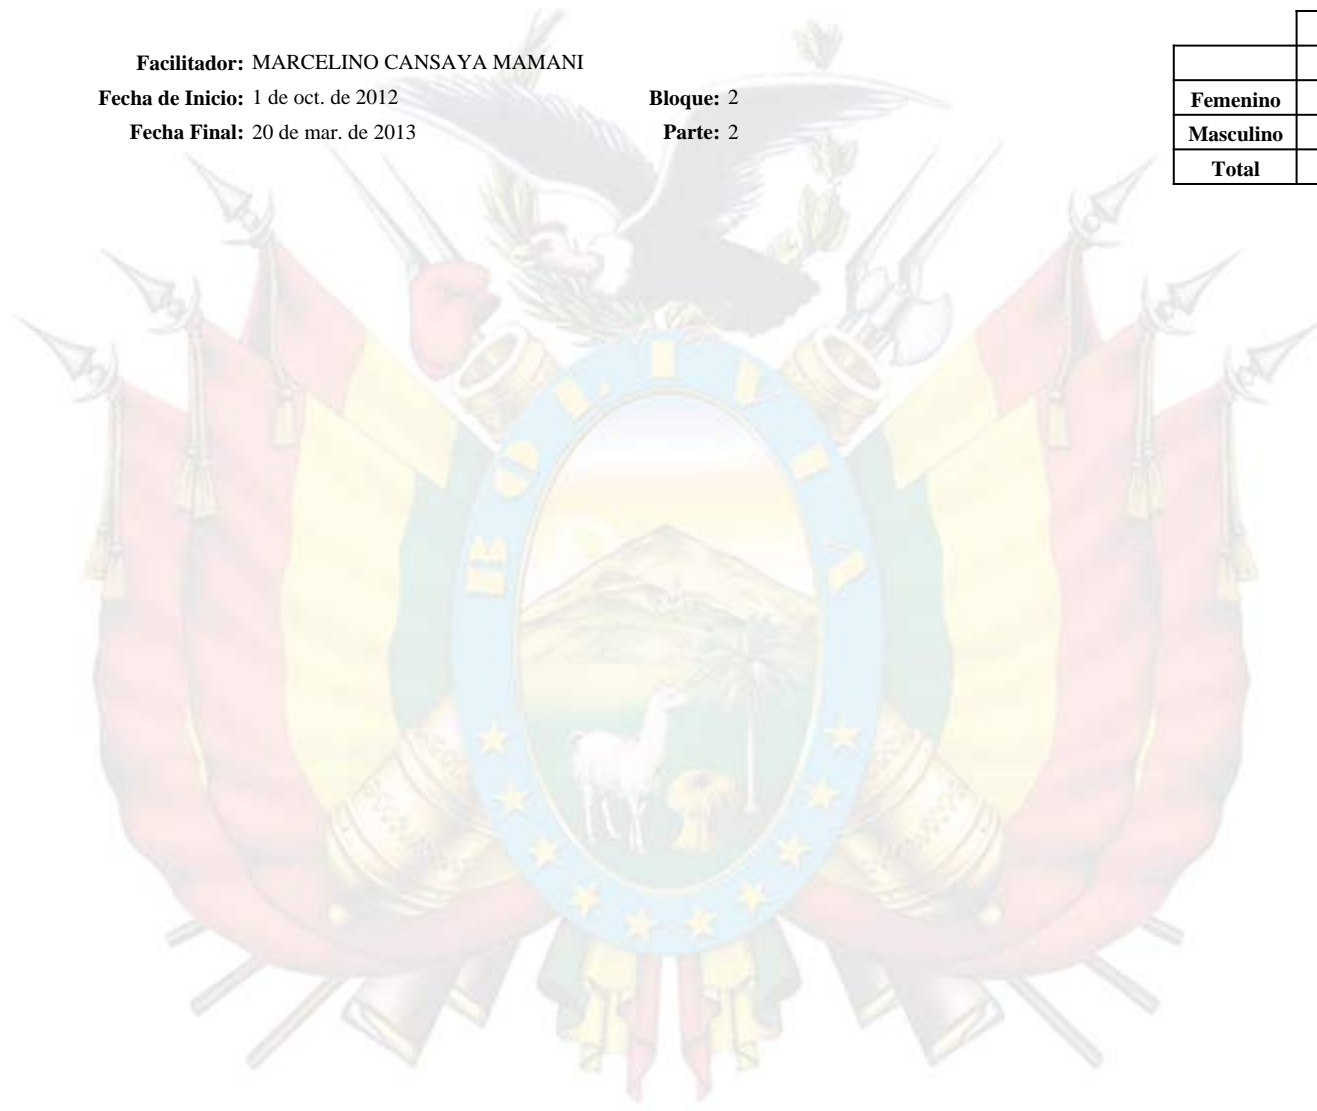 Facilitador: MARCELINO CANSAYA MAMANI
Fecha de Inicio: 1 de oct. de 2012 Bloque: 2
Fecha Final: 20 de mar. de 2013 Parte: 2
Femenino
Masculino
Total
BOLIVIA